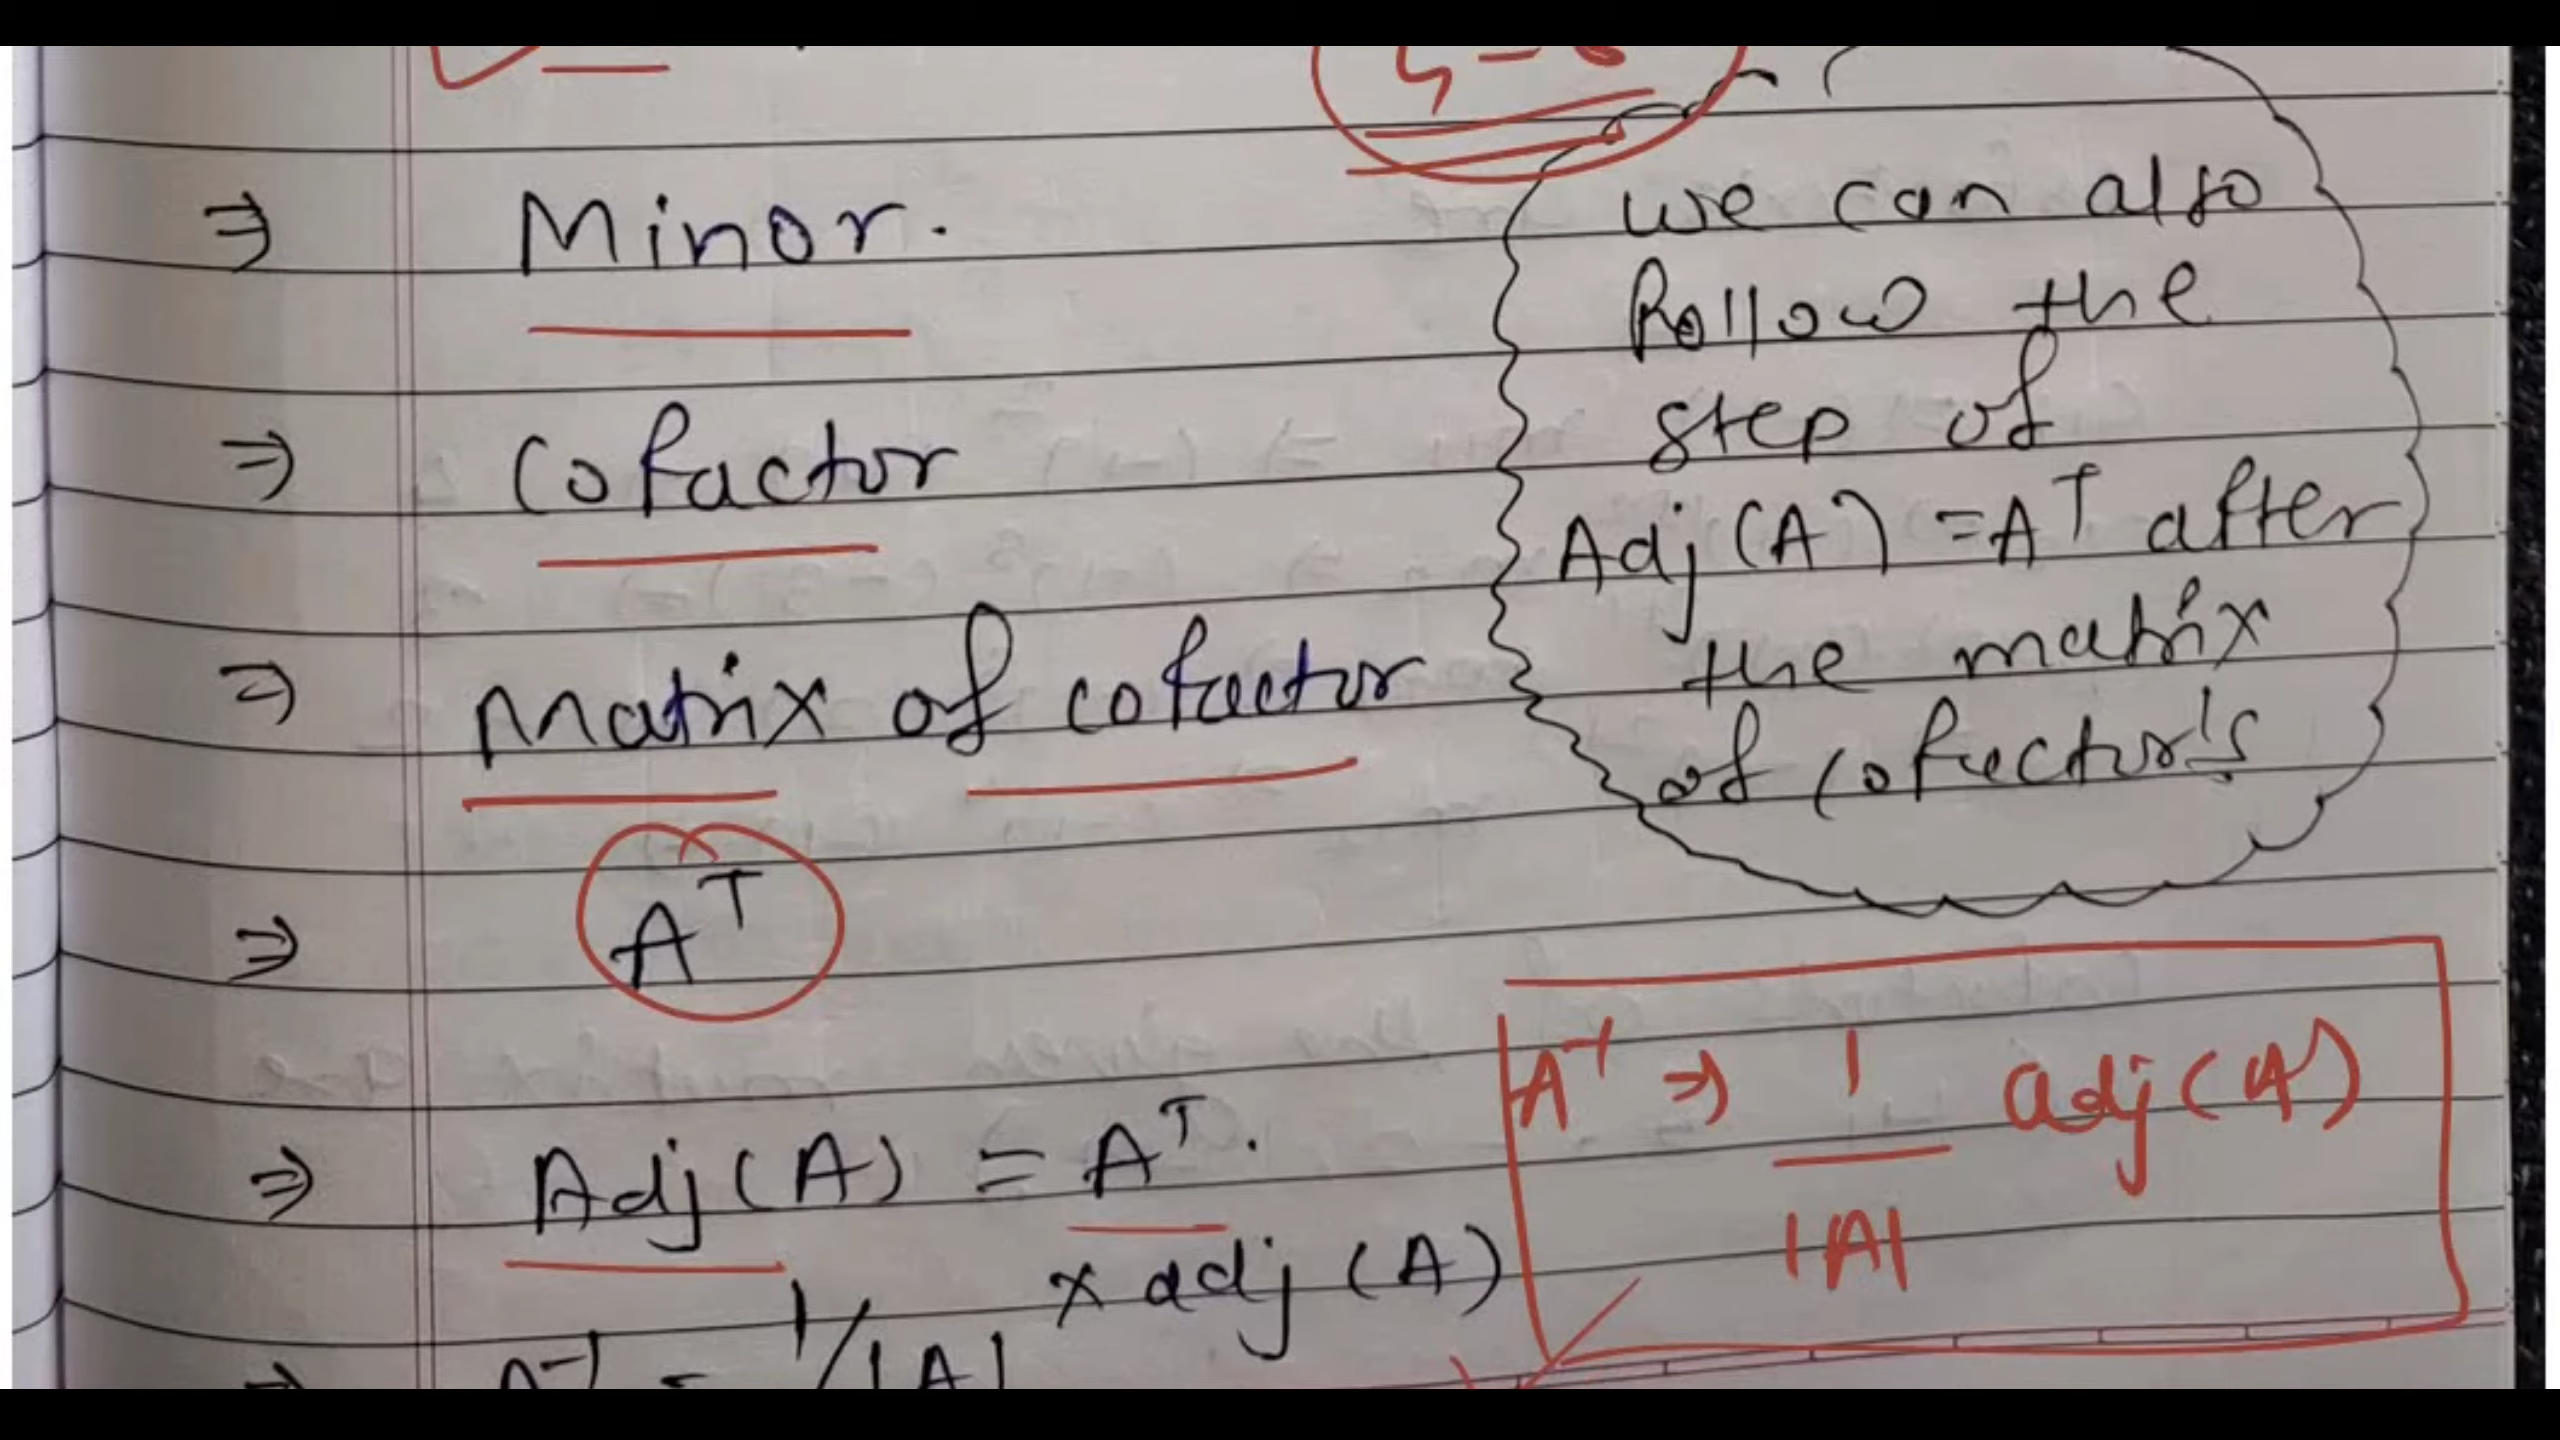 ⇒ Minor.
⇒ Cofactor
⇒ Matrix of cofactor
⇒ A^T
⇒ Adj (A) = A^T.
⇒ A^-1 = 1/|A| x adj (A)
we can also
follow the
step of
Adj (A) = A^T after
the matrix
of cofactor's
A^-1 ⇒ 1/|A| adj (A)